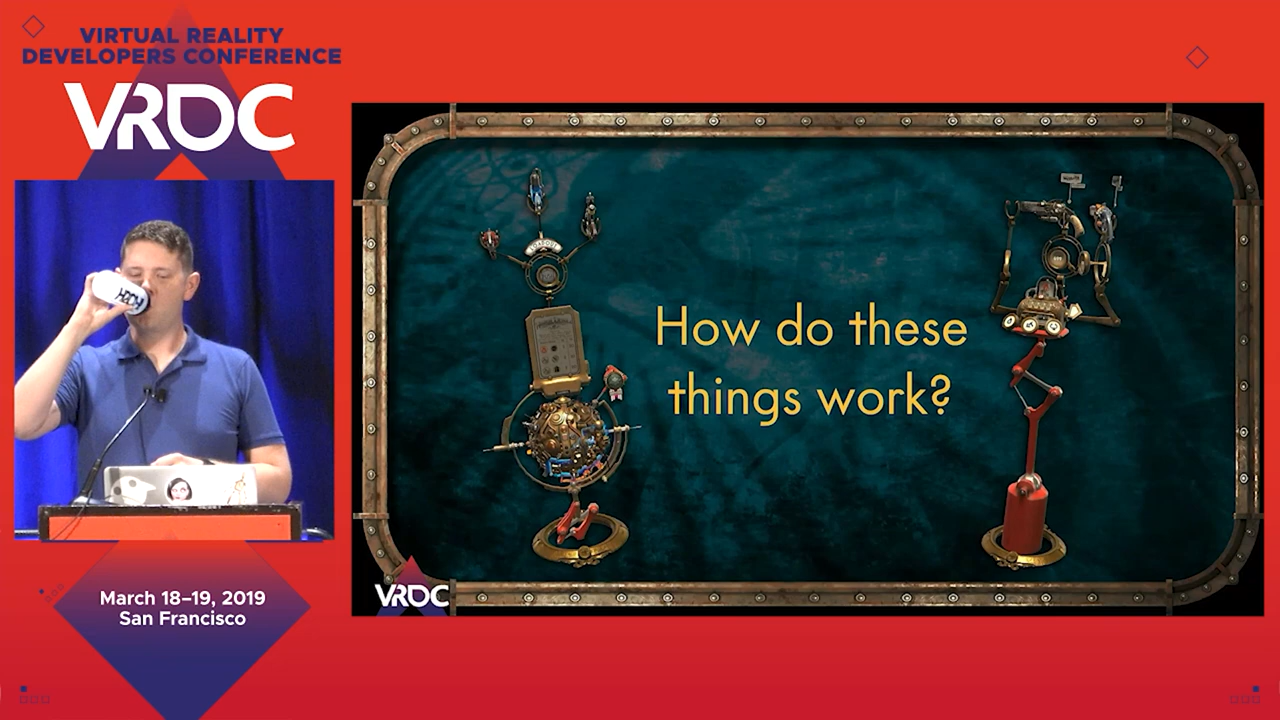 VIRTUAL REALITY
DEVELOPERS CONFERENCE
VRDC
How do these
things work?
VRDC
March 18–19, 2019
San Francisco